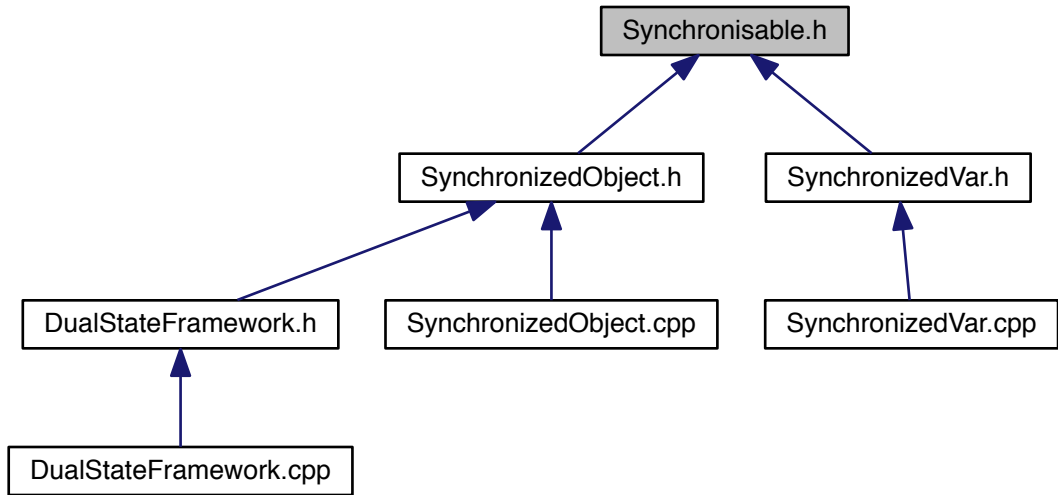 Synchronisable.h
SynchronizedObject.h
SynchronizedVar.h
DualStateFramework.h
SynchronizedObject.cpp
SynchronizedVar.cpp
DualStateFramework.cpp